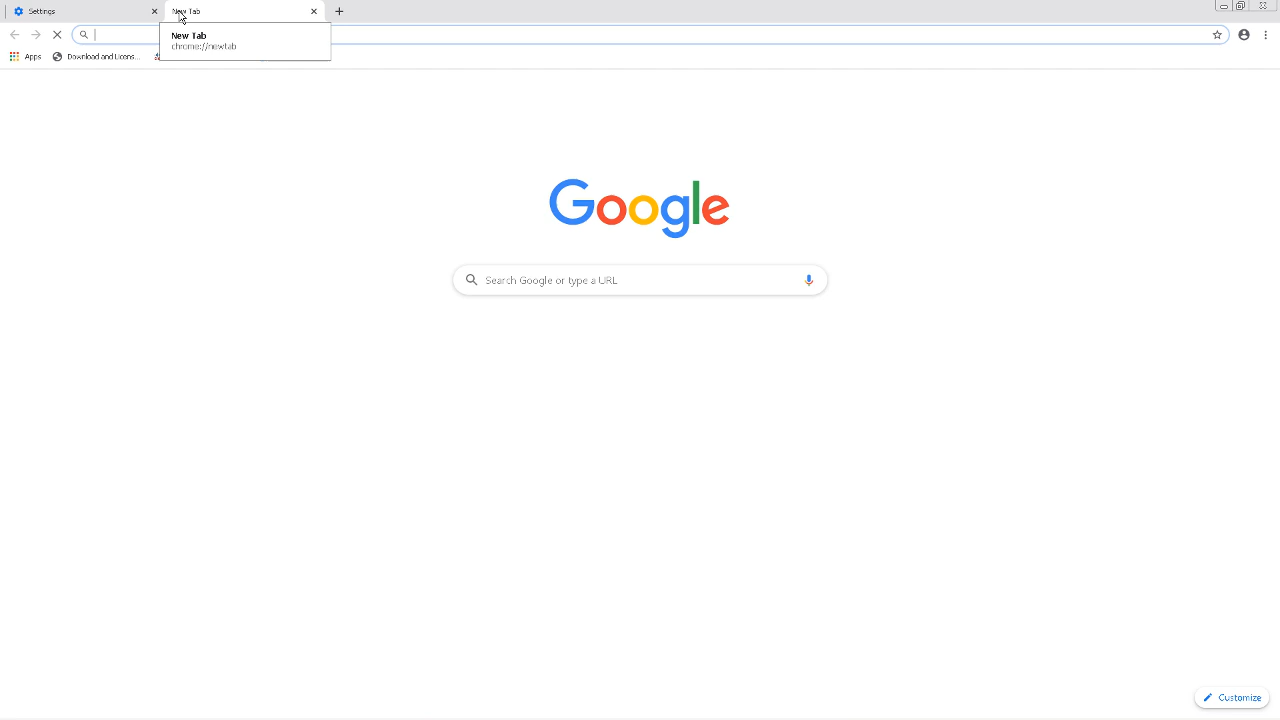 Settings
New Tab
New Tab
chrome://newtab
Apps
Download and Licens...
Google
Search Google or type a URL
Customize